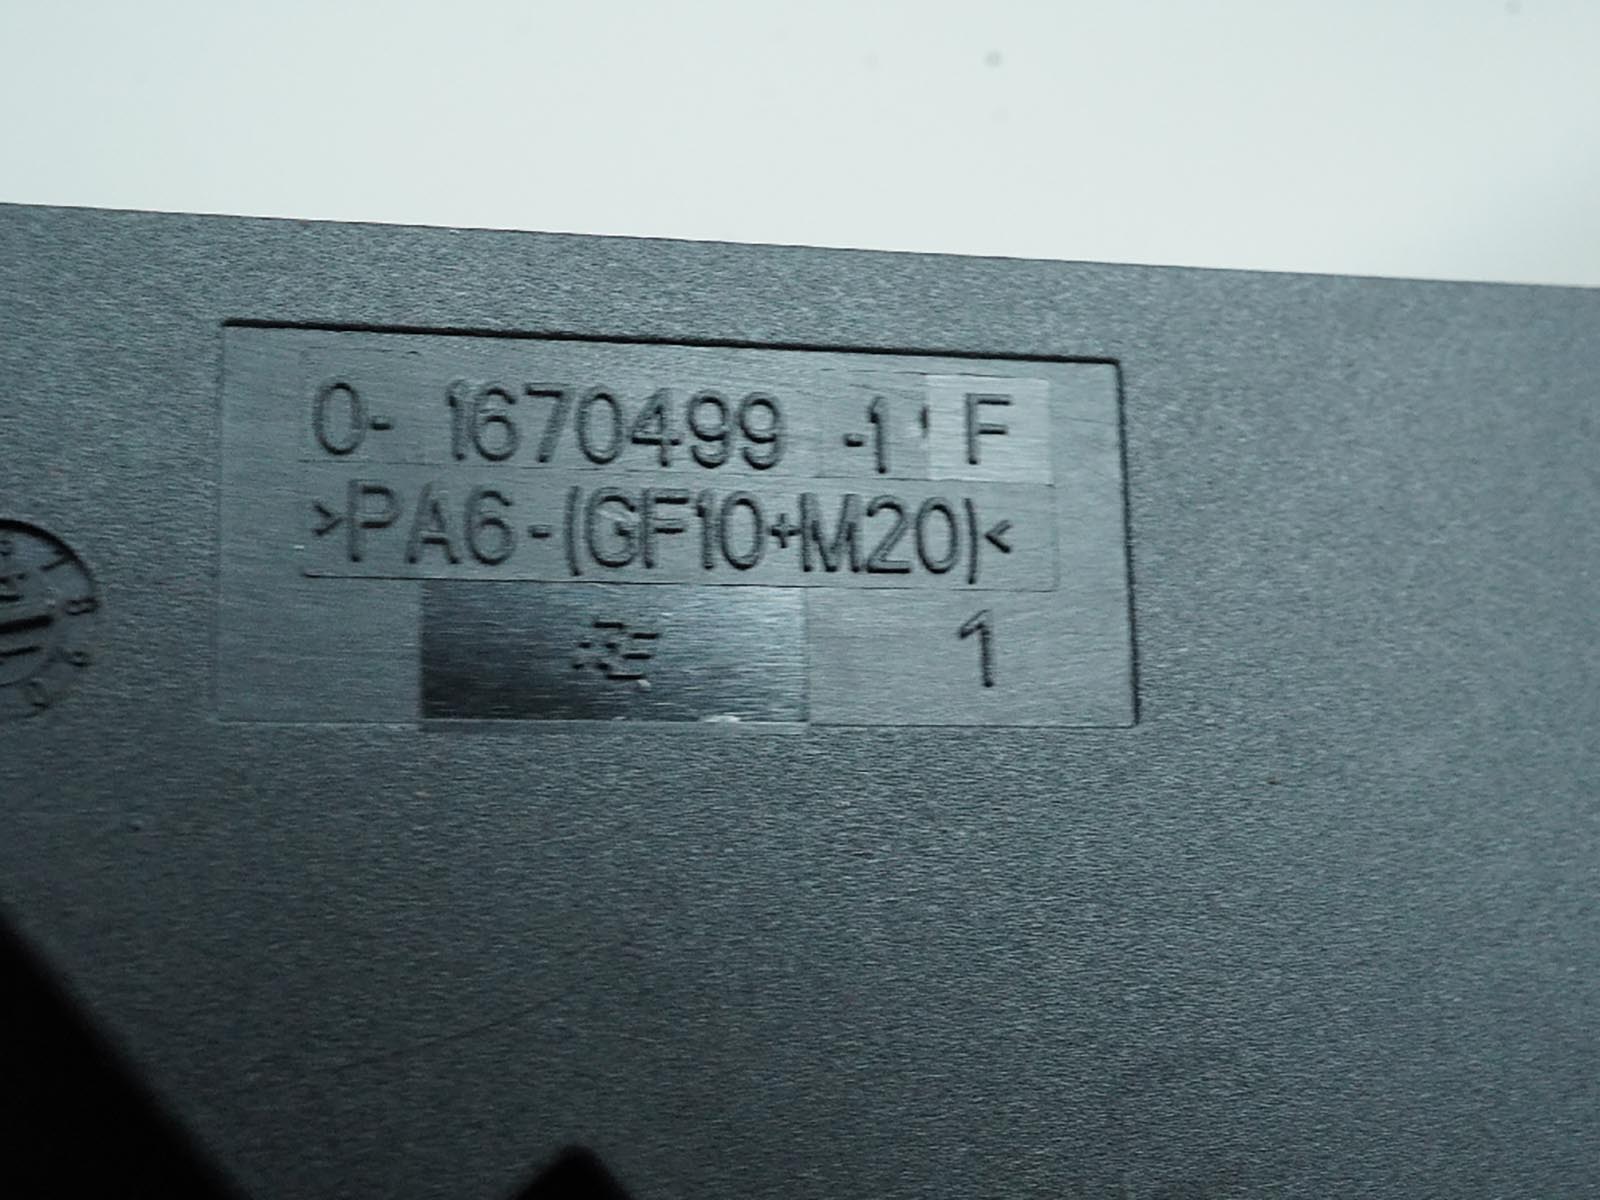 0- 1670499 -1' F
>PA6-(GF10+M20)<
1